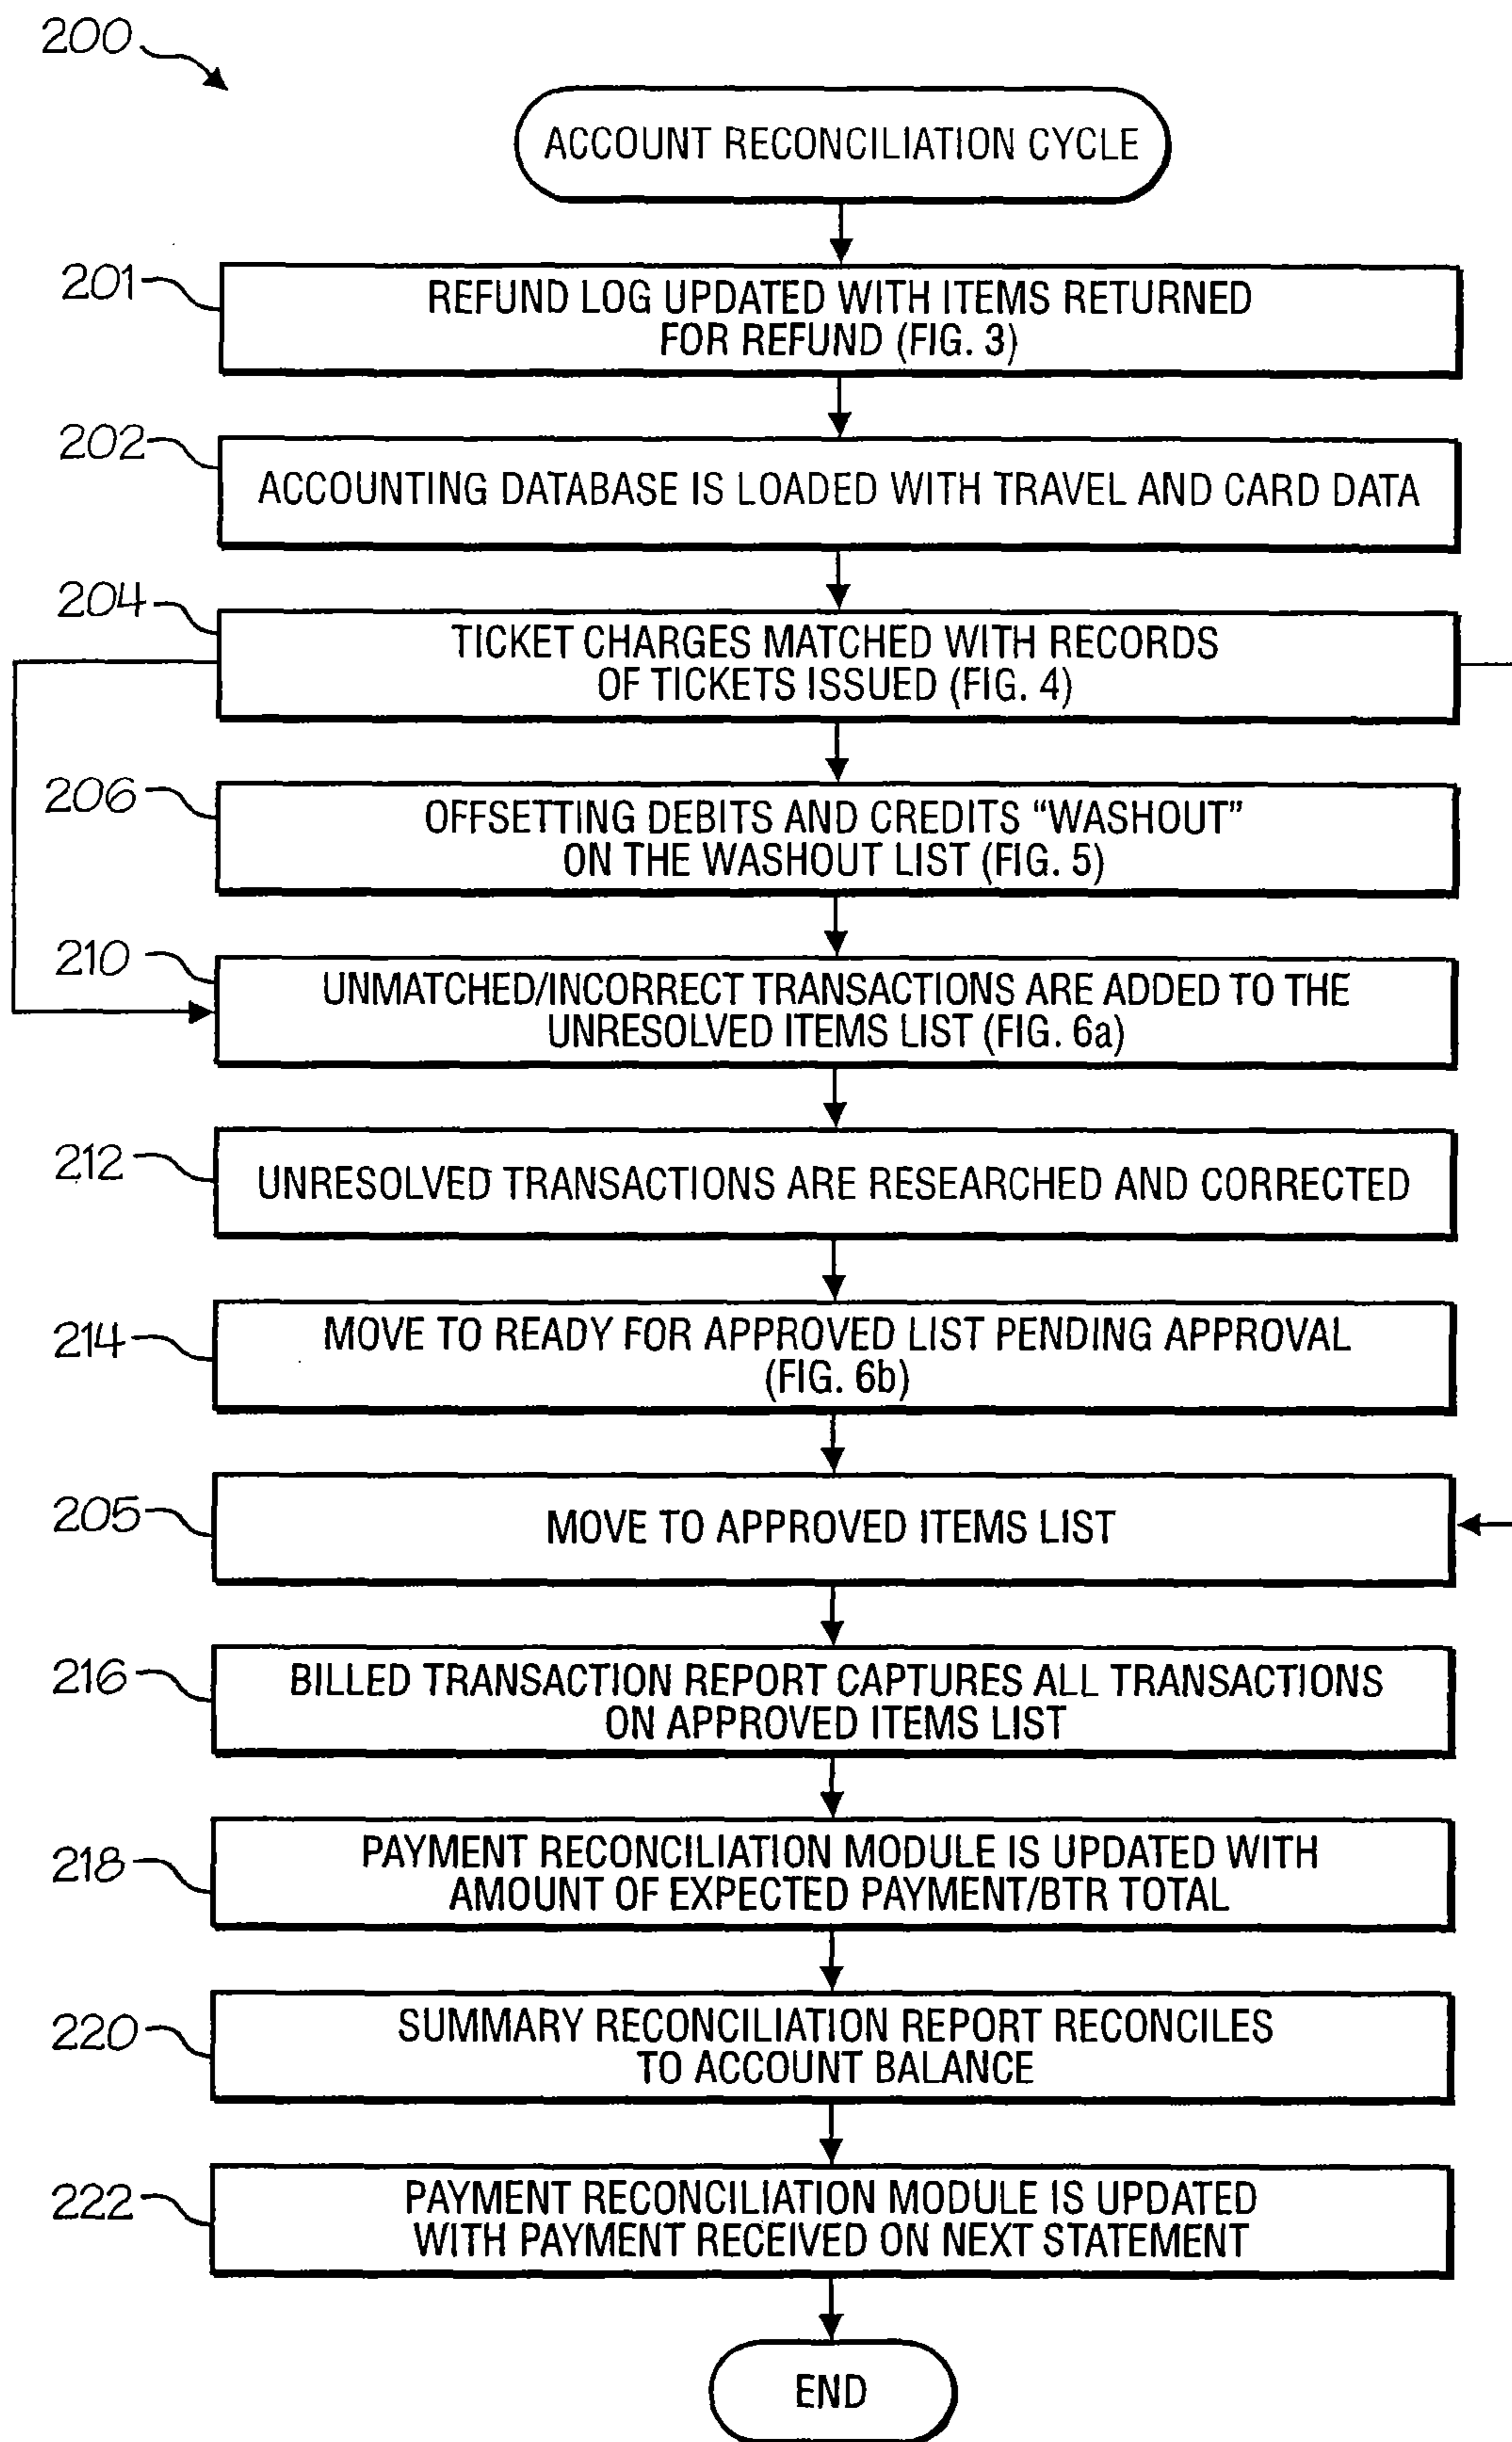 200
ACCOUNT RECONCILIATION CYCLE
201
REFUND LOG UPDATED WITH ITEMS RETURNED
FOR REFUND (FIG. 3)
202
ACCOUNTING DATABASE IS LOADED WITH TRAVEL AND CARD DATA
204
TICKET CHARGES MATCHED WITH RECORDS
OF TICKETS ISSUED (FIG. 4)
206
OFFSETTING DEBITS AND CREDITS “WASHOUT”
ON THE WASHOUT LIST (FIG. 5)
210
UNMATCHED/INCORRECT TRANSACTIONS ARE ADDED TO THE
UNRESOLVED ITEMS LIST (FIG. 6a)
212
UNRESOLVED TRANSACTIONS ARE RESEARCHED AND CORRECTED
214
MOVE TO READY FOR APPROVED LIST PENDING APPROVAL
(FIG. 6b)
205
MOVE TO APPROVED ITEMS LIST
216
BILLED TRANSACTION REPORT CAPTURES ALL TRANSACTIONS
ON APPROVED ITEMS LIST
218
PAYMENT RECONCILIATION MODULE IS UPDATED WITH
AMOUNT OF EXPECTED PAYMENT/BTR TOTAL
220
SUMMARY RECONCILIATION REPORT RECONCILES
TO ACCOUNT BALANCE
222
PAYMENT RECONCILIATION MODULE IS UPDATED
WITH PAYMENT RECEIVED ON NEXT STATEMENT
END